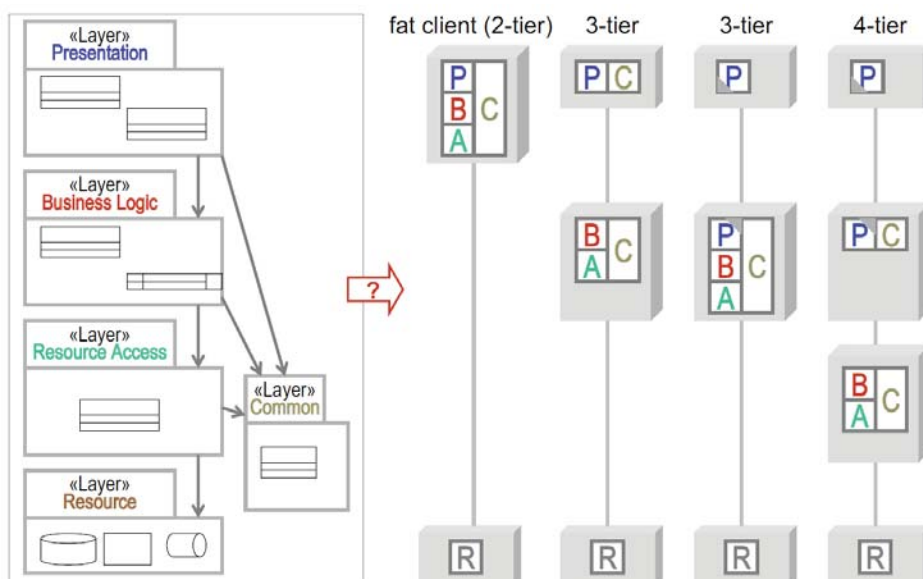 «Layer»
Presentation
«Layer»
Business Logic
«Layer»
Resource Access
«Layer»
Common
«Layer»
Resource
?
fat client (2-tier)
P
B
A
C
R
3-tier
P C
B
A
C
R
3-tier
P
P
B
A
C
R
4-tier
P
P C
B
A
C
R